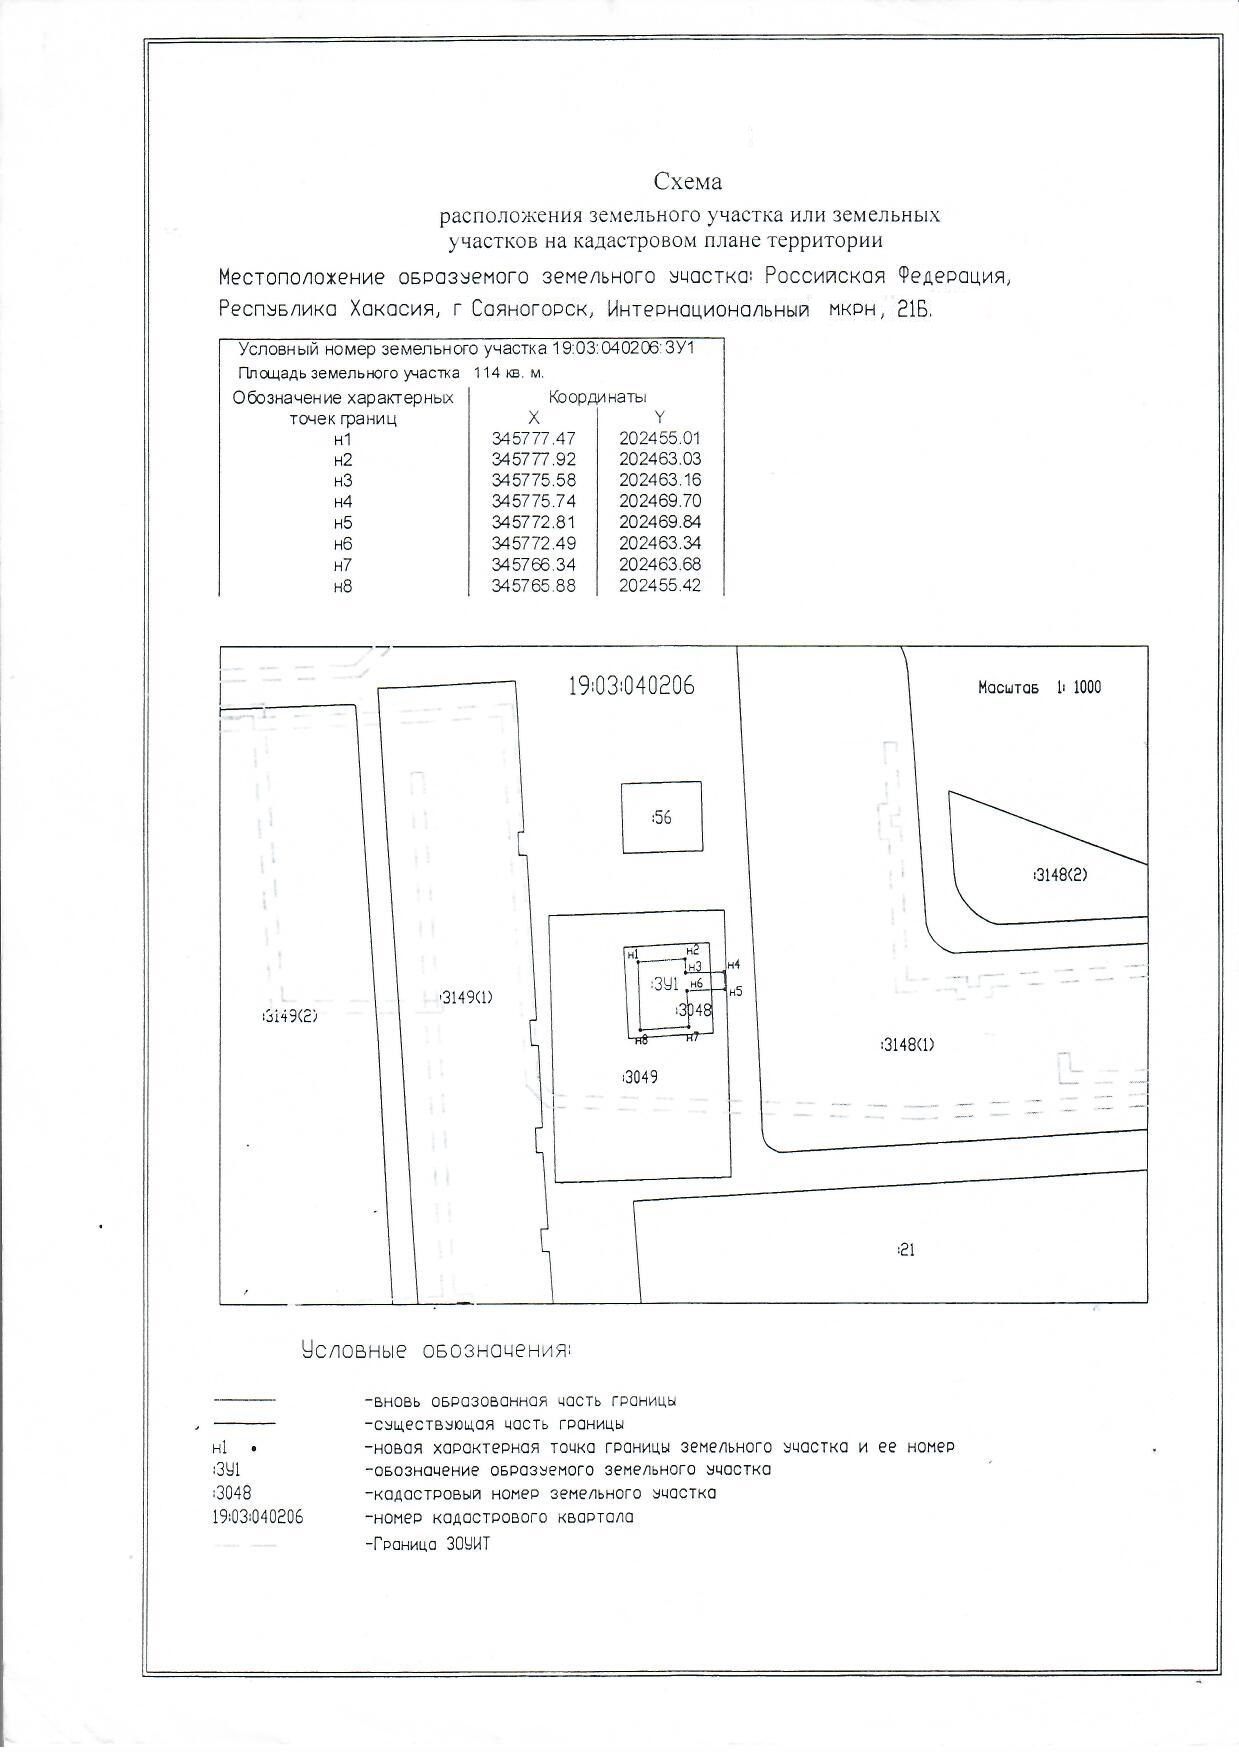 Схема
расположения земельного участка или земельных
участков на кадастровом плане территории
Местоположение образуемого земельного участка: Российская Федерация,
Республика Хакасия, г Саяногорск, Интернациональный мкрн, 21Б.
Условный номер земельного участка 19:03:040206:ЗУ1
Площадь земельного участка 114 кв. м.
Обозначение характерных точек границ Координаты
X Y
н1 345777.47 202455.01
н2 345777.92 202463.03
н3 345775.58 202463.16
н4 345775.74 202469.70
н5 345772.81 202469.84
н6 345772.49 202463.34
н7 345766.34 202463.68
н8 345765.88 202455.42
19:03:040206
Масштаб 1: 1000
:56
:3148(2)
н1
н2
н3
н4
:ЗУ1
н6
н5
:3149(1)
:3048
:3149(2)
н8
н7
:3148(1)
:3049
:21
Условные обозначения:
-вновь образованная часть границы
-существующая часть границы
н1 -новая характерная точка границы земельного участка и ее номер
:ЗУ1 -обозначение образуемого земельного участка
:3048 -кадастровый номер земельного участка
19:03:040206 -номер кадастрового квартала
-Граница ЗОУИТ